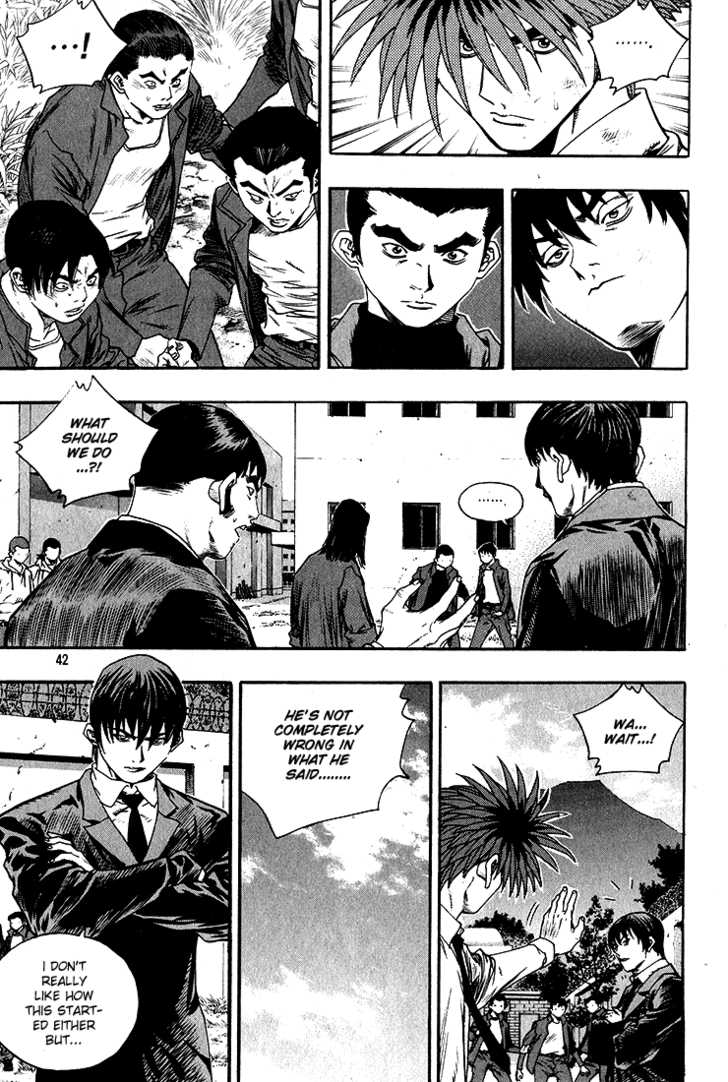 .......
...!
......
WHAT
SHOULD
WE DO
...?!
42
WA...
WAIT...!
HE'S NOT
COMPLETELY
WRONG IN
WHAT HE
SAID........
I DON'T
REALLY
LIKE HOW
THIS START-
ED EITHER
BUT...